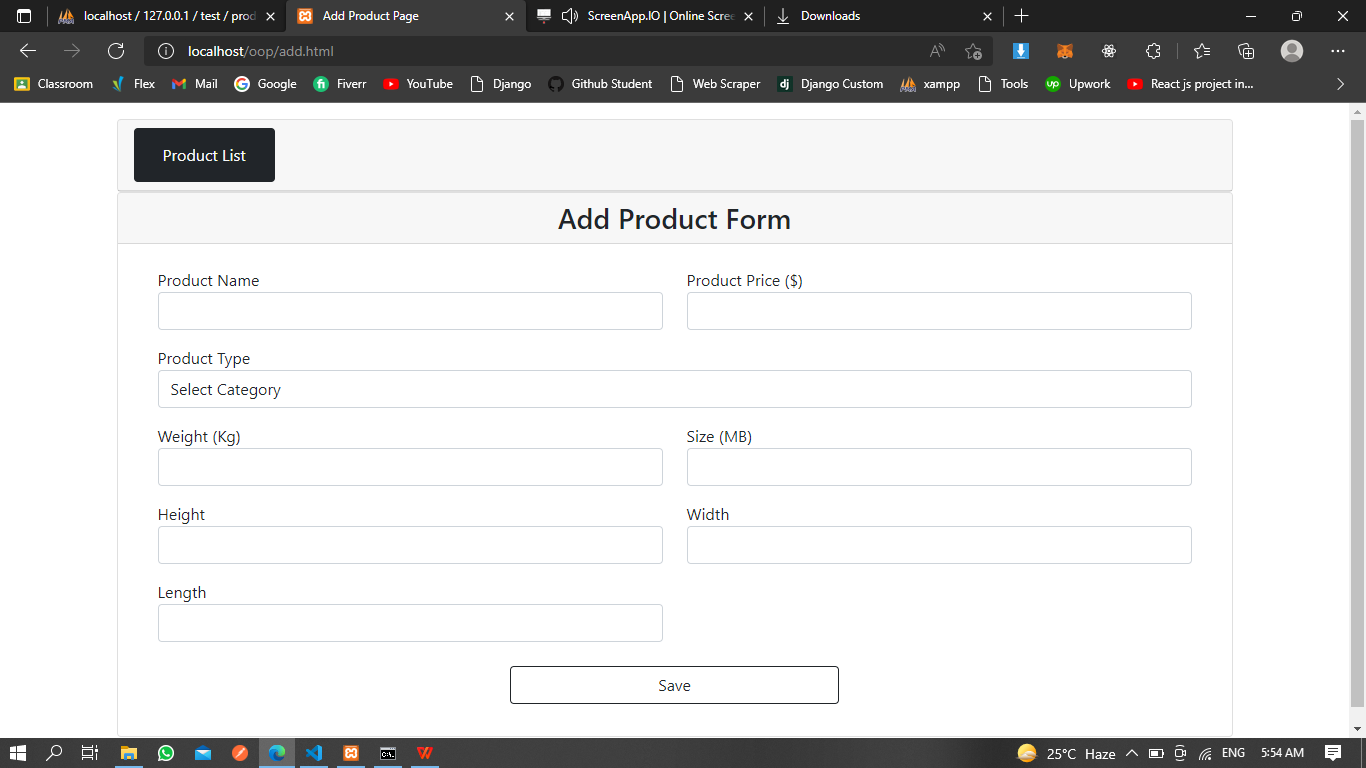 localhost / 127.0.0.1 / test / prod
Add Product Page
ScreenApp.IO | Online Scree
Downloads
localhost/oop/add.html
Classroom
Flex
Mail
Google
Fiverr
YouTube
Django
Github Student
Web Scraper
dj
Django Custom
xampp
Tools
up
Upwork
React js project in...
Product List
Add Product Form
Product Name
Product Price ($)
Product Type
Select Category
Weight (Kg)
Size (MB)
Height
Width
Length
Save
25°C Haze
ENG
5:54 AM